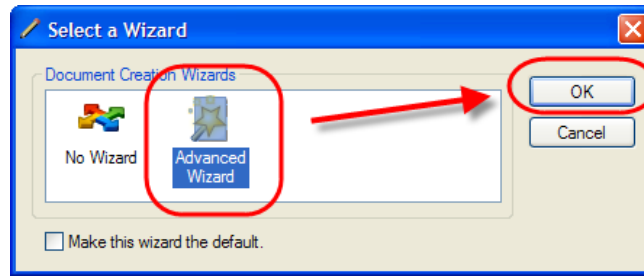 Select a Wizard
Document Creation Wizards
OK
Cancel
No Wizard
Advanced
Wizard
Make this wizard the default.